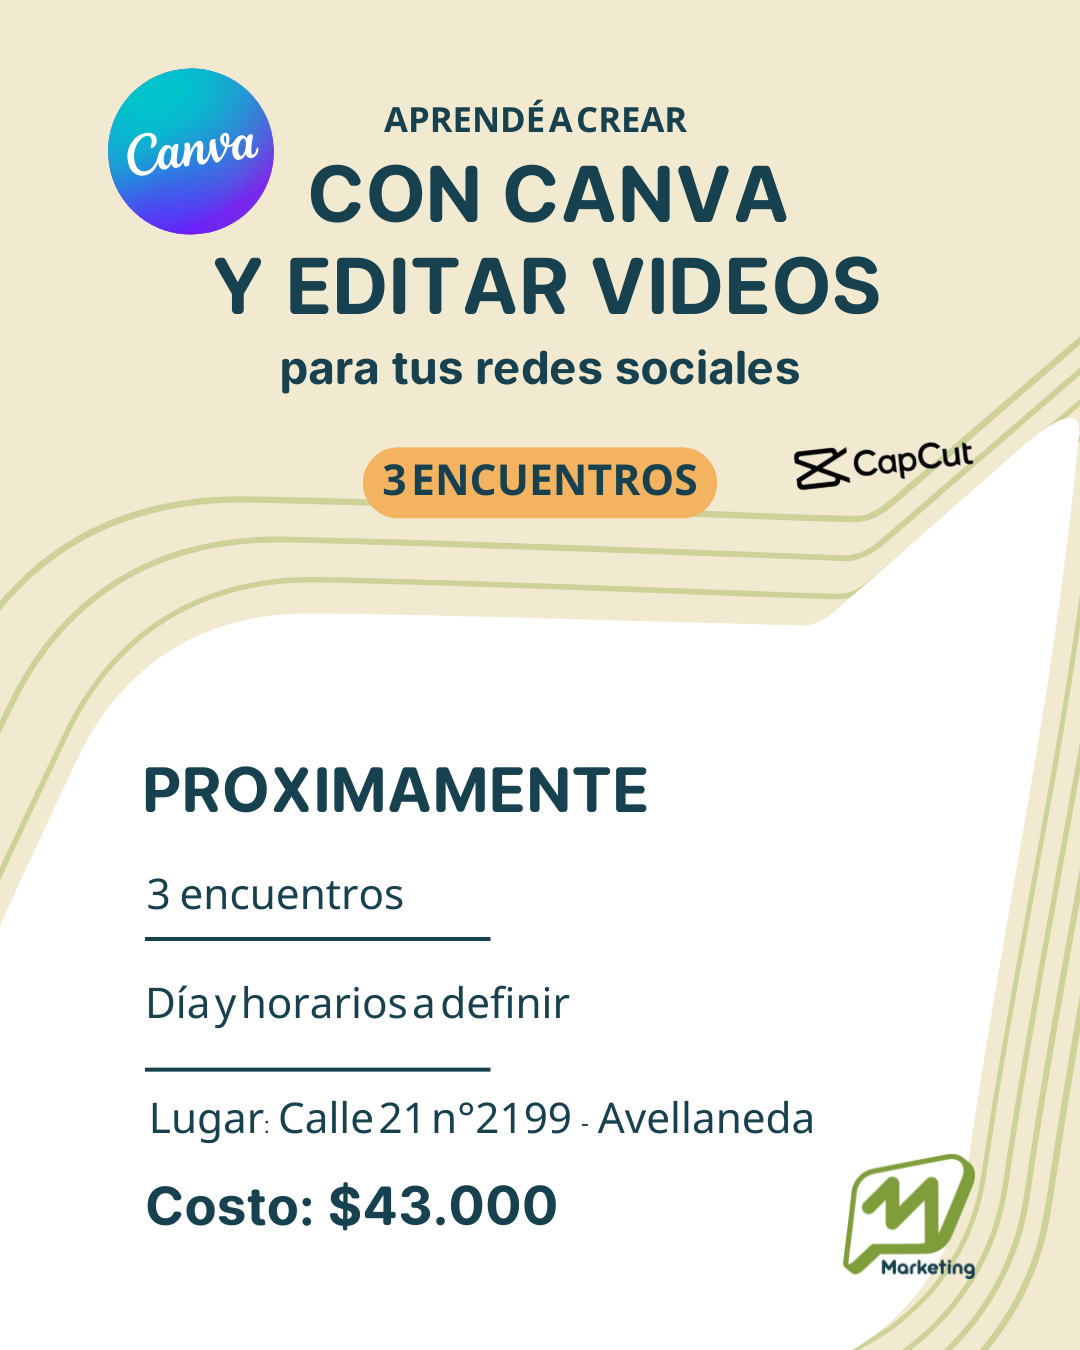 Canva
APRENDÉ A CREAR
CON CANVA
Y EDITAR VIDEOS
para tus redes sociales
3 ENCUENTROS
CapCut
PROXIMAMENTE
3 encuentros
Día y horarios a definir
Lugar: Calle 21 n°2199 - Avellaneda
Costo: $43.000
M
Marketing